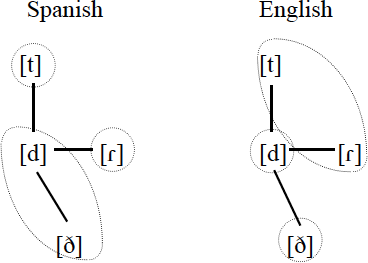 Spanish English
[t] [t]
[d] [ɾ] [d] [ɾ]
[ð] [ð]